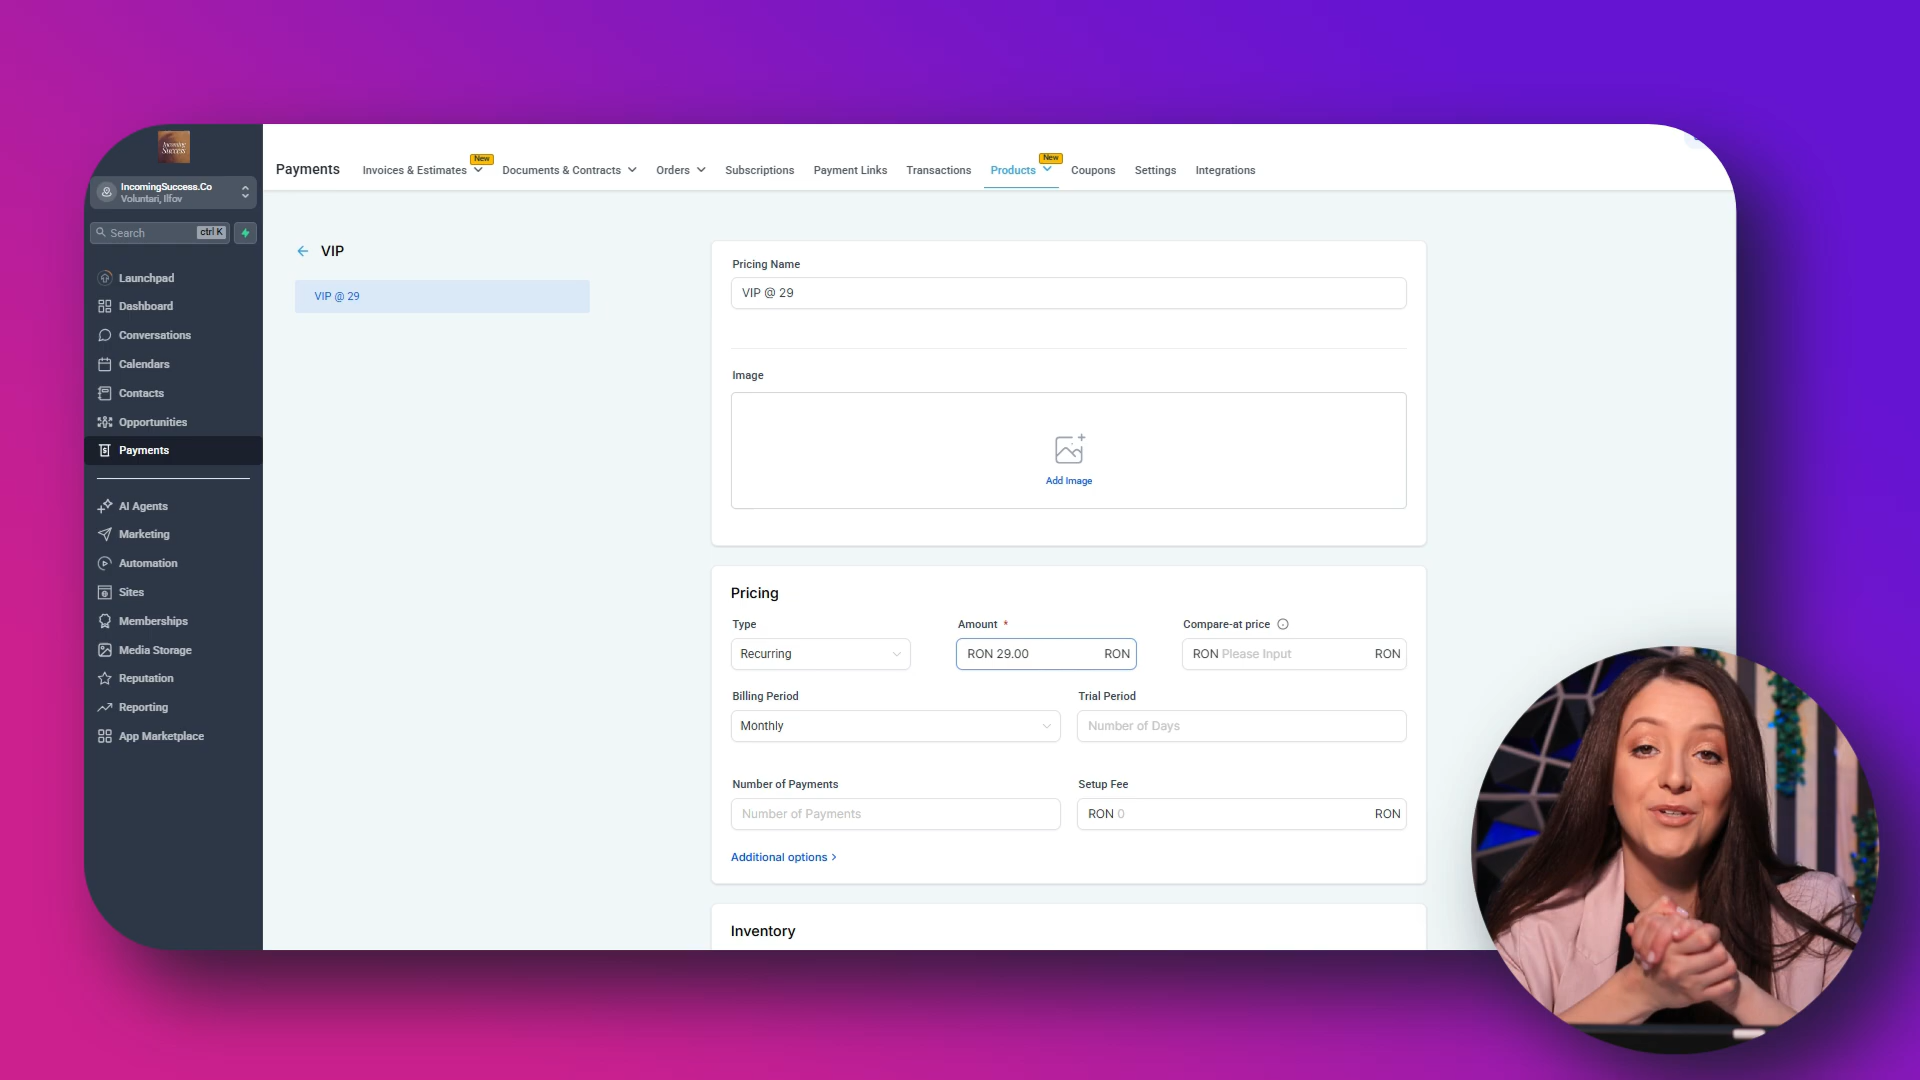 Incoming
Success
IncomingSuccess.Co
Voluntari, Ilfov
Search ctrl K
Launchpad
Dashboard
Conversations
Calendars
Contacts
Opportunities
Payments
AI Agents
Marketing
Automation
Sites
Memberships
Media Storage
Reputation
Reporting
App Marketplace
Payments Invoices & Estimates New Documents & Contracts Orders Subscriptions Payment Links Transactions Products New Coupons Settings Integrations
VIP
VIP @ 29
Pricing Name
VIP @ 29
Image
Add Image
Pricing
Type Amount * Compare-at price
Recurring RON 29.00 RON RON Please Input RON
Billing Period Trial Period
Monthly Number of Days
Number of Payments Setup Fee
Number of Payments RON 0 RON
Additional options >
Inventory